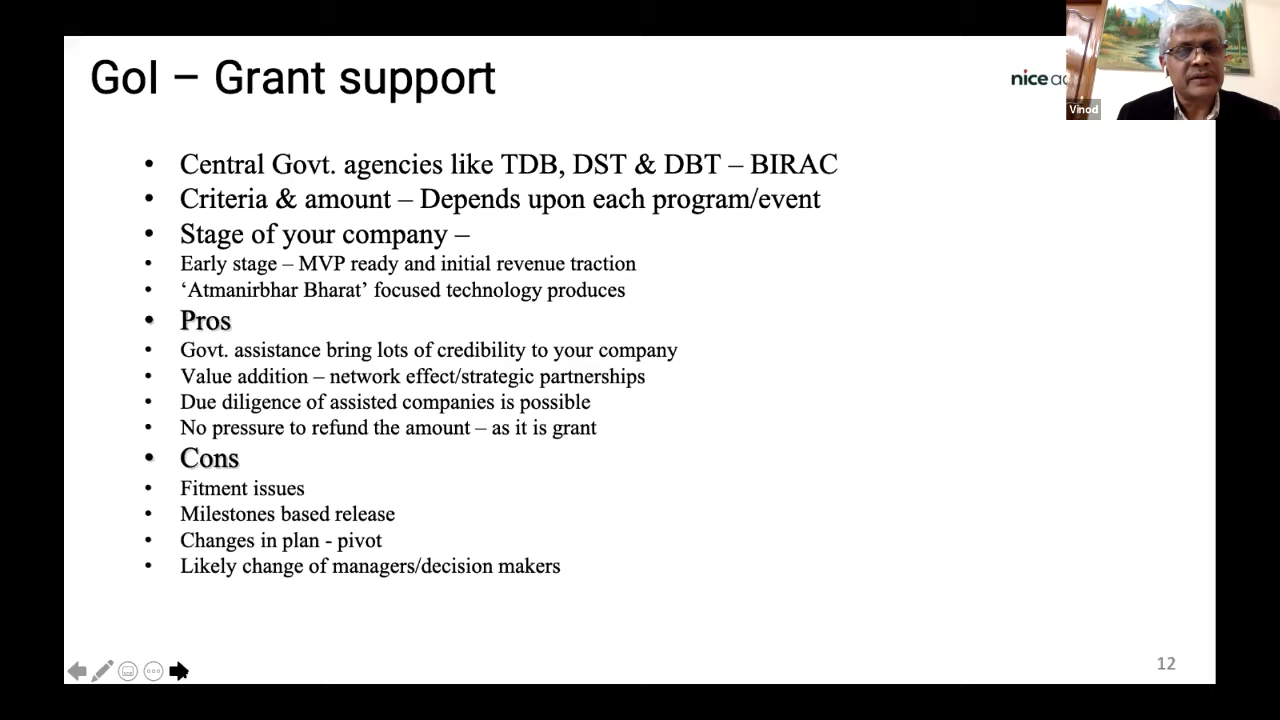 GoI – Grant support
nice
Vinod
• Central Govt. agencies like TDB, DST & DBT – BIRAC
• Criteria & amount – Depends upon each program/event
• Stage of your company –
• Early stage – MVP ready and initial revenue traction
• ‘Atmanirbhar Bharat’ focused technology produces
• Pros
• Govt. assistance bring lots of credibility to your company
• Value addition – network effect/strategic partnerships
• Due diligence of assisted companies is possible
• No pressure to refund the amount – as it is grant
• Cons
• Fitment issues
• Milestones based release
• Changes in plan - pivot
• Likely change of managers/decision makers
12